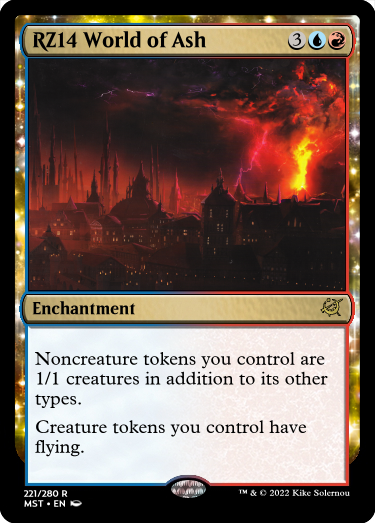 RZ14 World of Ash 3
Enchantment
Noncreature tokens you control are
1/1 creatures in addition to its other
types.
Creature tokens you control have
flying.
221/280 R
MST • EN
™ & © 2022 Kike Solernou